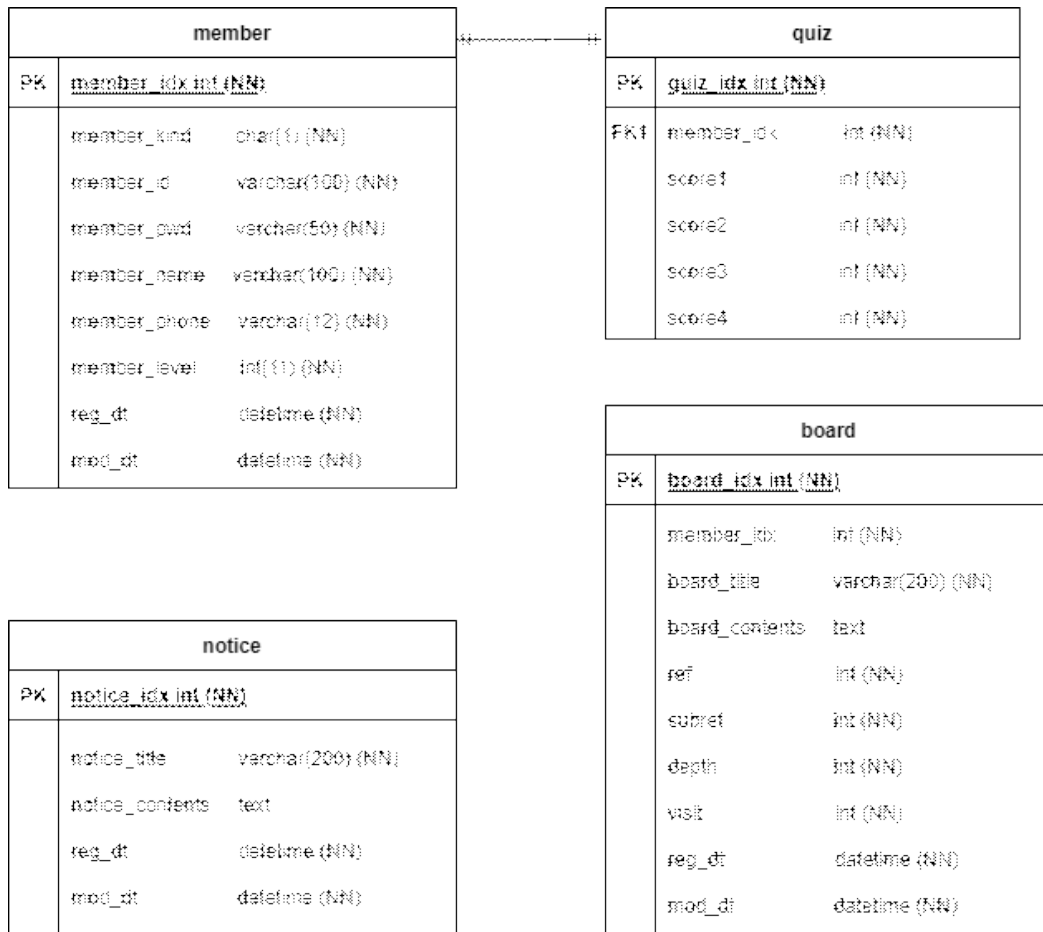 member
PK member_idx int (NN)
member_kind char(1) (NN)
member_id varchar(100) (NN)
member_pwd varchar(50) (NN)
member_name varchar(100) (NN)
member_phone varchar(12) (NN)
member_level int(11) (NN)
reg_dt datetime (NN)
mod_dt datetime (NN)
quiz
PK quiz_idx int (NN)
FK1 member_idx int (NN)
score1 int (NN)
score2 int (NN)
score3 int (NN)
score4 int (NN)
board
PK board_idx int (NN)
member_idx int (NN)
board_title varchar(200) (NN)
board_contents text
ref int (NN)
subref int (NN)
depth int (NN)
visit int (NN)
reg_dt datetime (NN)
mod_dt datetime (NN)
notice
PK notice_idx int (NN)
notice_title varchar(200) (NN)
notice_contents text
reg_dt datetime (NN)
mod_dt datetime (NN)